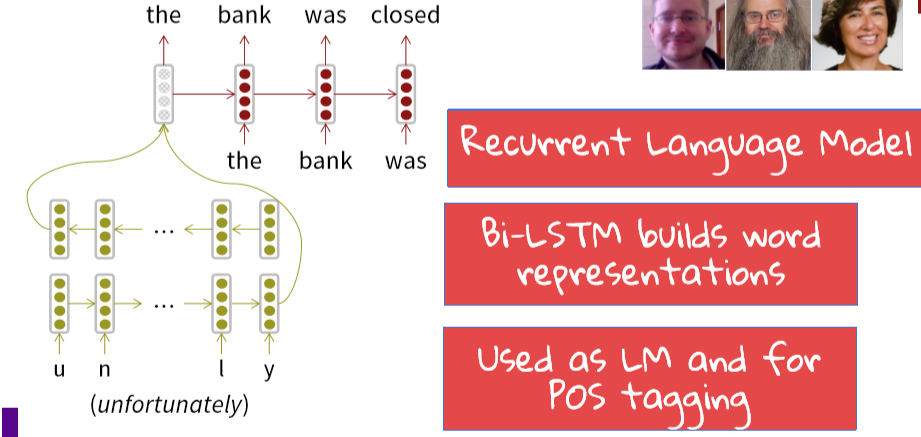 the bank was closed
the bank was
...
...
u n l y
(unfortunately)
Recurrent Language Model
Bi-LSTM builds word
representations
Used as LM and for
POS tagging